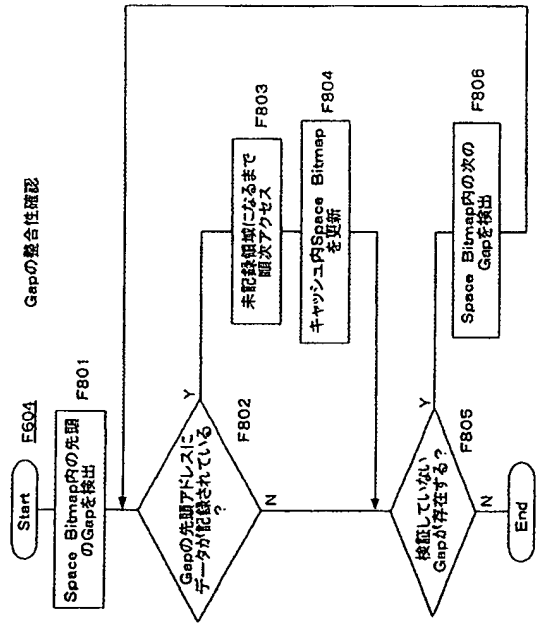 Gapの整合性確認
F604
Start
F801
Space Bitmap内の先頭
のGapを検出
Gapの先頭アドレスに
データが記録されている
?
F802
Y
N
F803
未記録領域になるまで
順次アクセス
F804
キャッシュ内Space Bitmap
を更新
検証していない
Gapが存在する?
F805
Y
N
F806
Space Bitmap内の次の
Gapを検出
End